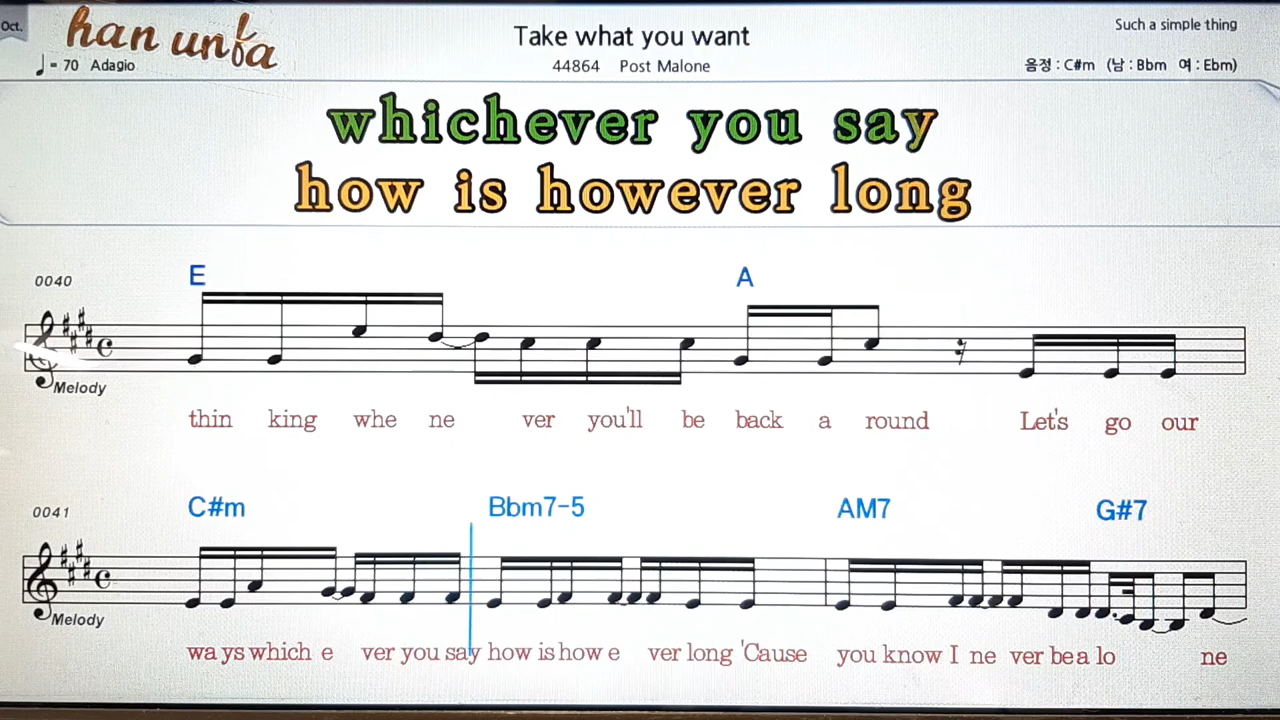 Oct.
han unfa
♩ = 70 Adagio
Take what you want
44864 Post Malone
Such a simple thing
음정 : C#m (남 : Bbm 여 : Ebm)
whichever you say
how is however long
0040
E A
Melody
thin king whe ne ver you'll be back a round Let's go our
0041
C#m Bbm7-5 AM7 G#7
Melody
wa ys which e ver you say how is how e ver long 'Cause you know I ne ver be a lo ne